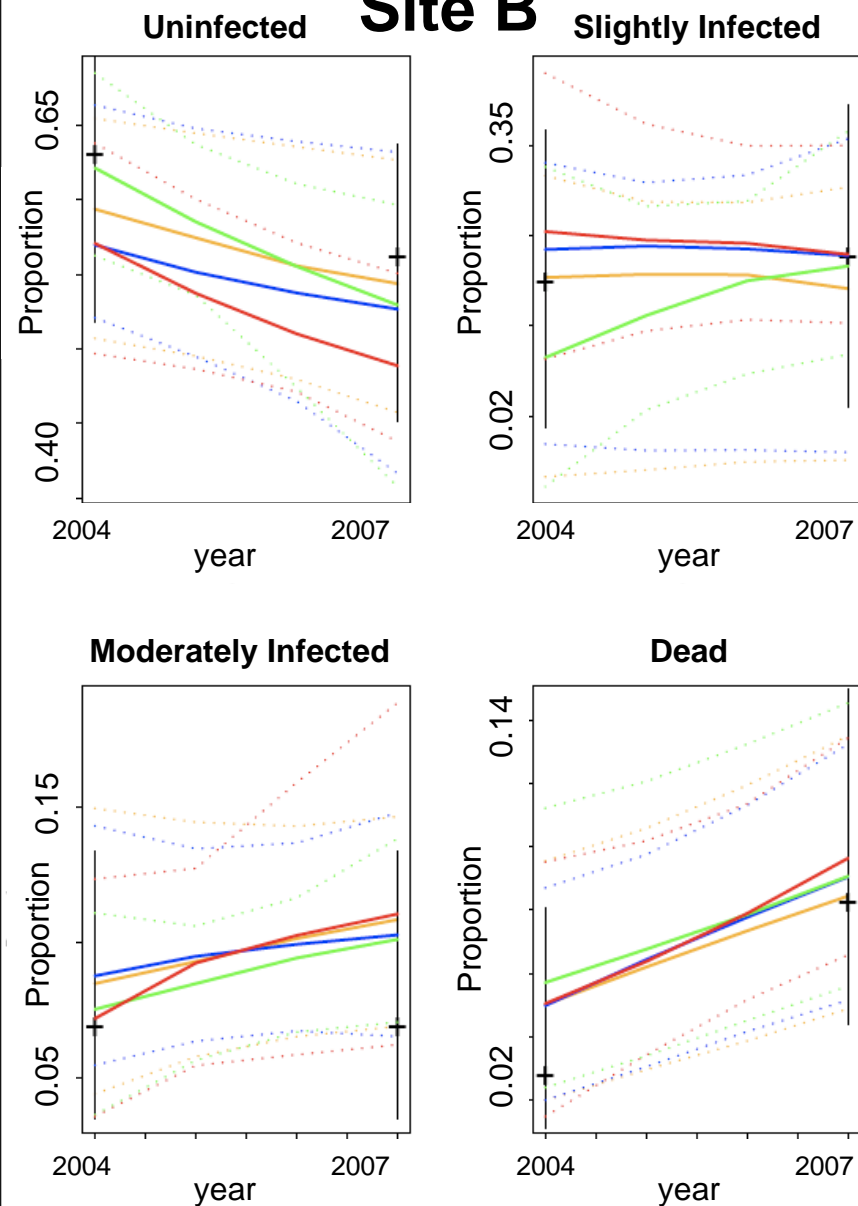 Site B
Uninfected
Slightly Infected
0.65
0.40
Proportion
2004
2007
year
0.35
0.02
Proportion
2004
2007
year
Moderately Infected
Dead
0.15
0.05
Proportion
2004
2007
year
0.14
0.02
Proportion
2004
2007
year